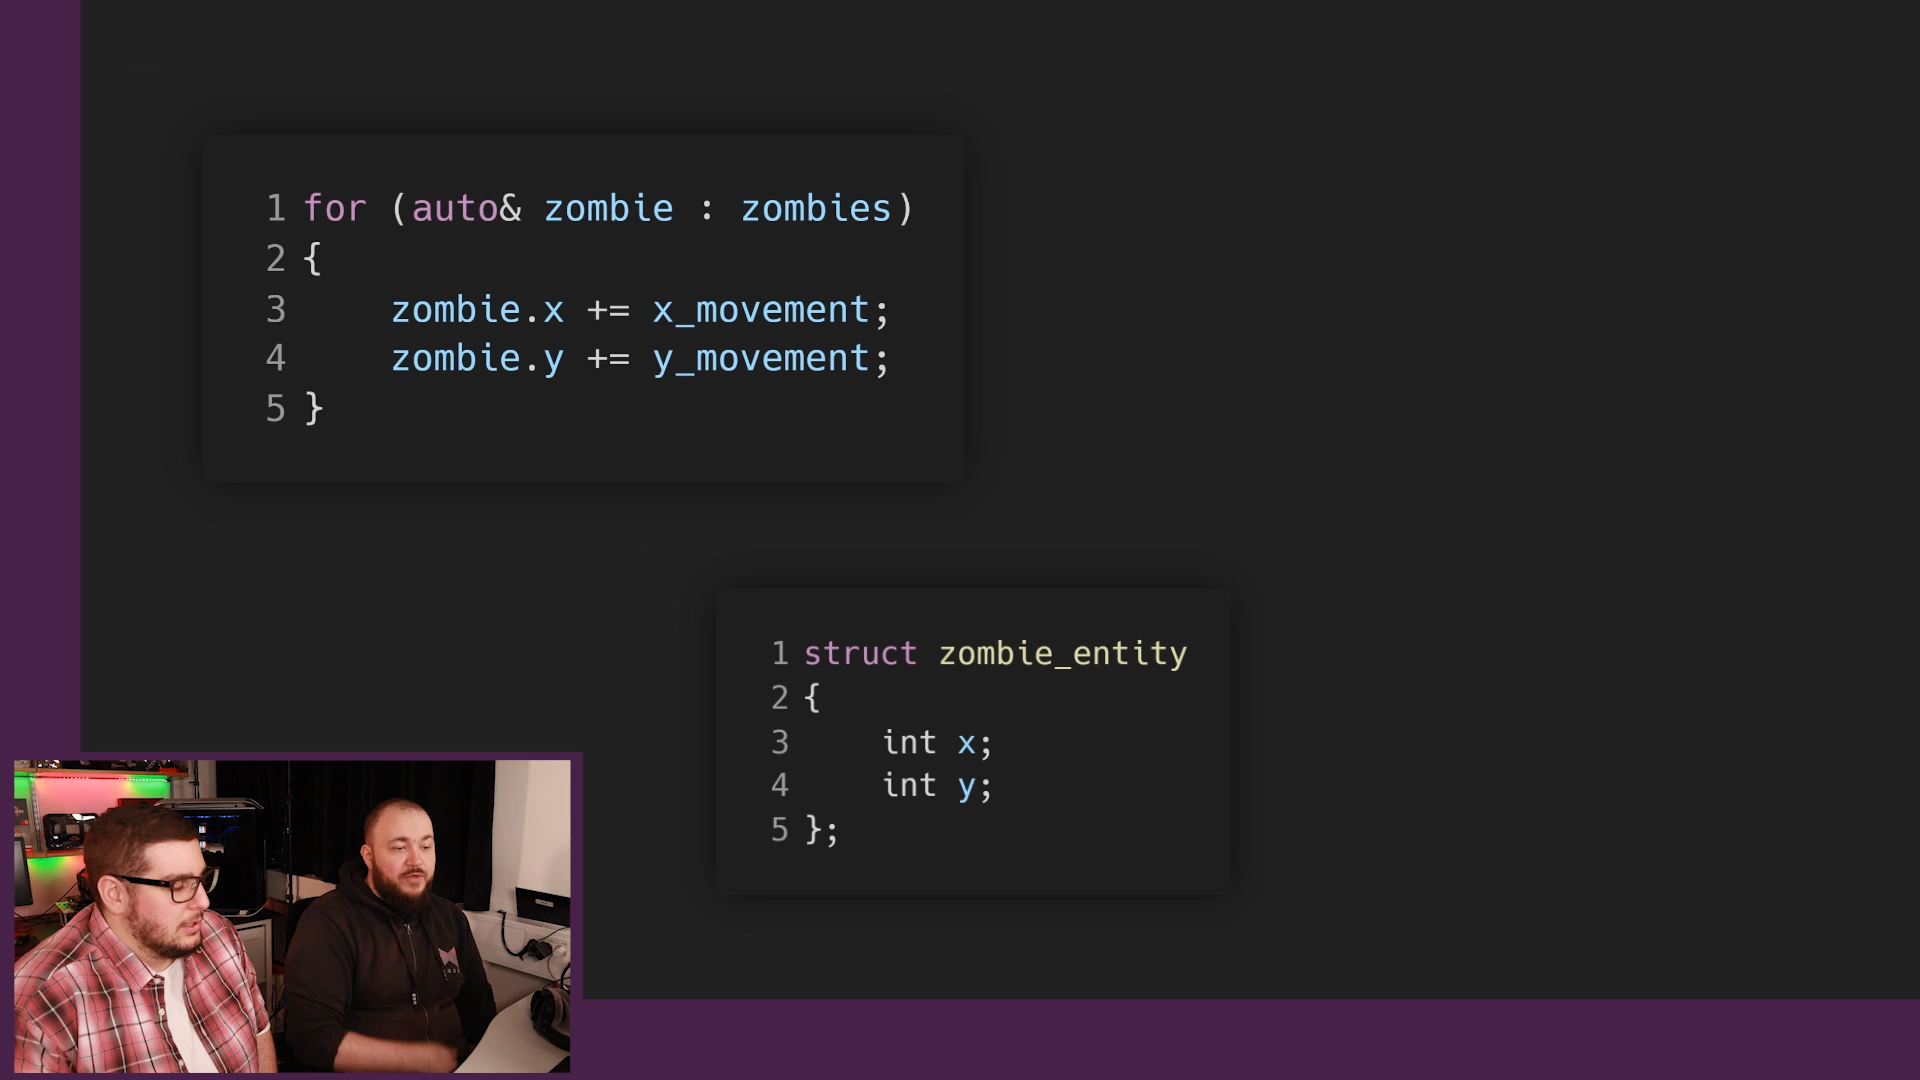 1 for (auto& zombie : zombies)
2 {
3     zombie.x += x_movement;
4     zombie.y += y_movement;
5 }
1 struct zombie_entity
2 {
3     int x;
4     int y;
5 };